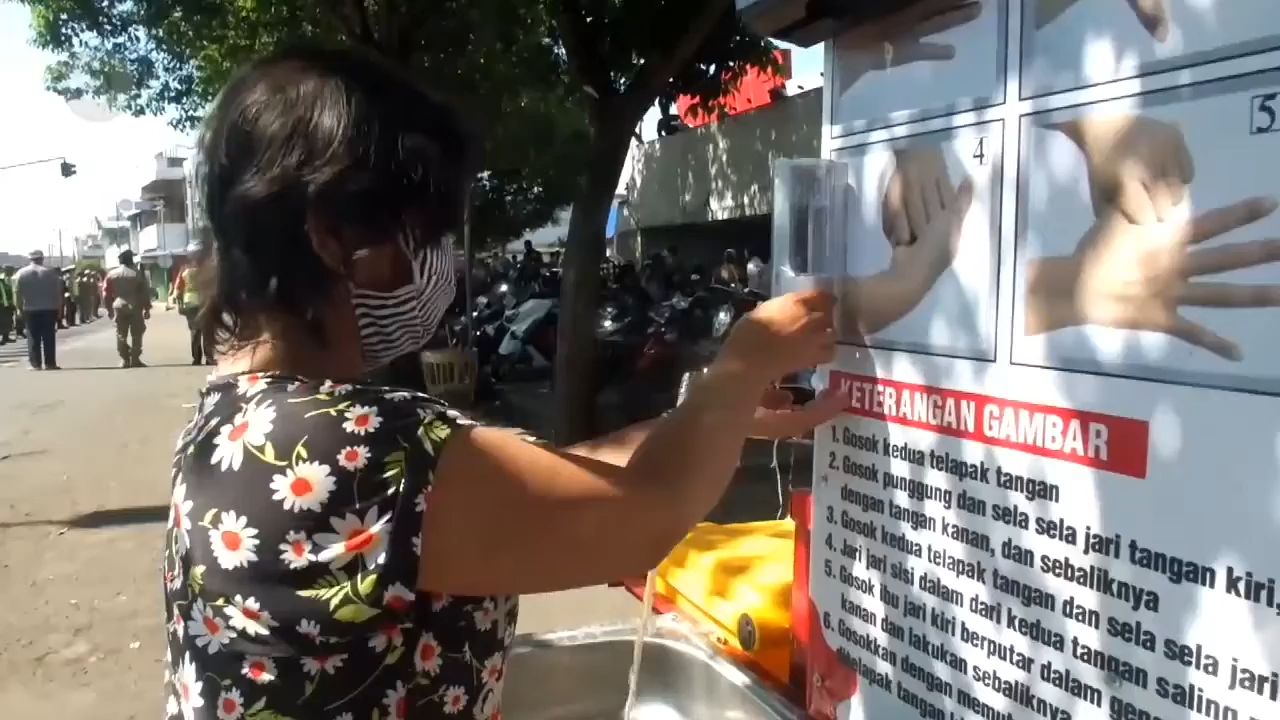 4
5
KETERANGAN GAMBAR
1. Gosok kedua telapak tangan
2. Gosok punggung dan sela sela jari tangan kiri,
dengan tangan kanan, dan sebaliknya
3. Gosok kedua telapak tangan dan sela sela jari
4. Jari jari sisi dalam dari kedua tangan saling
5. Gosok ibu jari kiri berputar dalam
kanan dan lakukan sebaliknya
6. Gosokkan dengan
telapak tangan